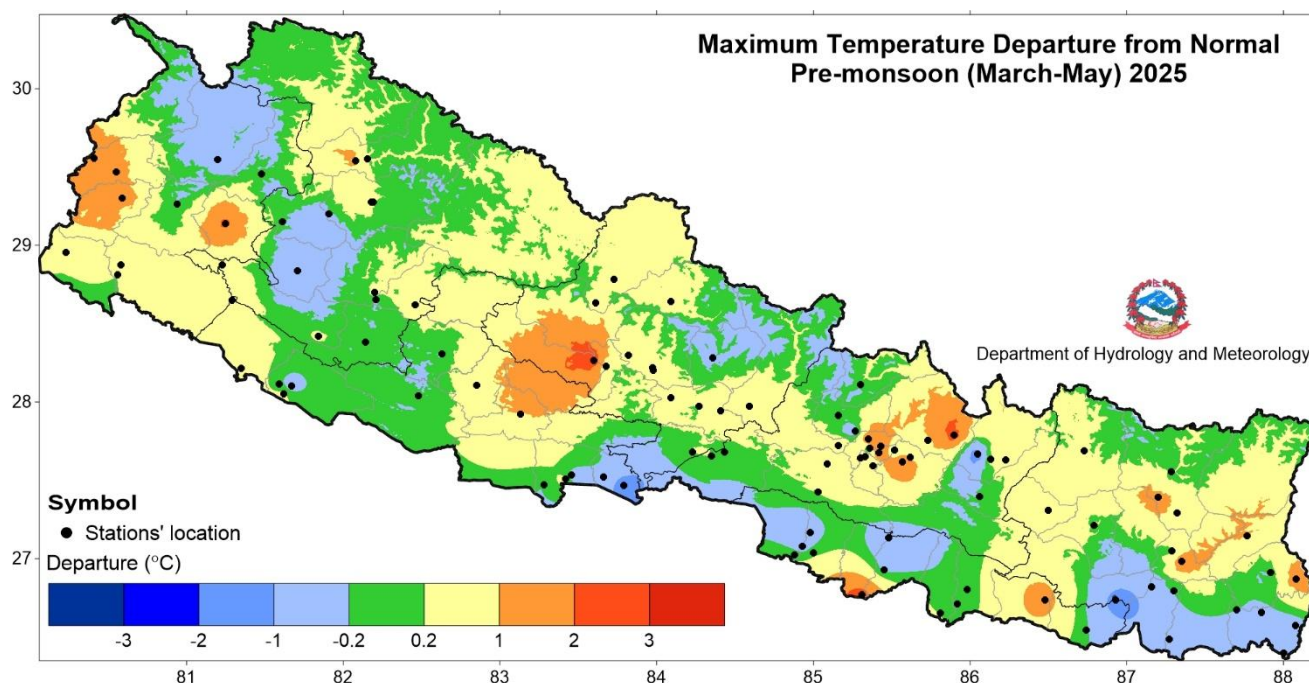 Maximum Temperature Departure from Normal
Pre-monsoon (March-May) 2025
30
29
28
27
Department of Hydrology and Meteorology
Symbol
Stations' location
Departure (°C)
-3 -2 -1 -0.2 0.2 1 2 3
81 82 83 84 85 86 87 88